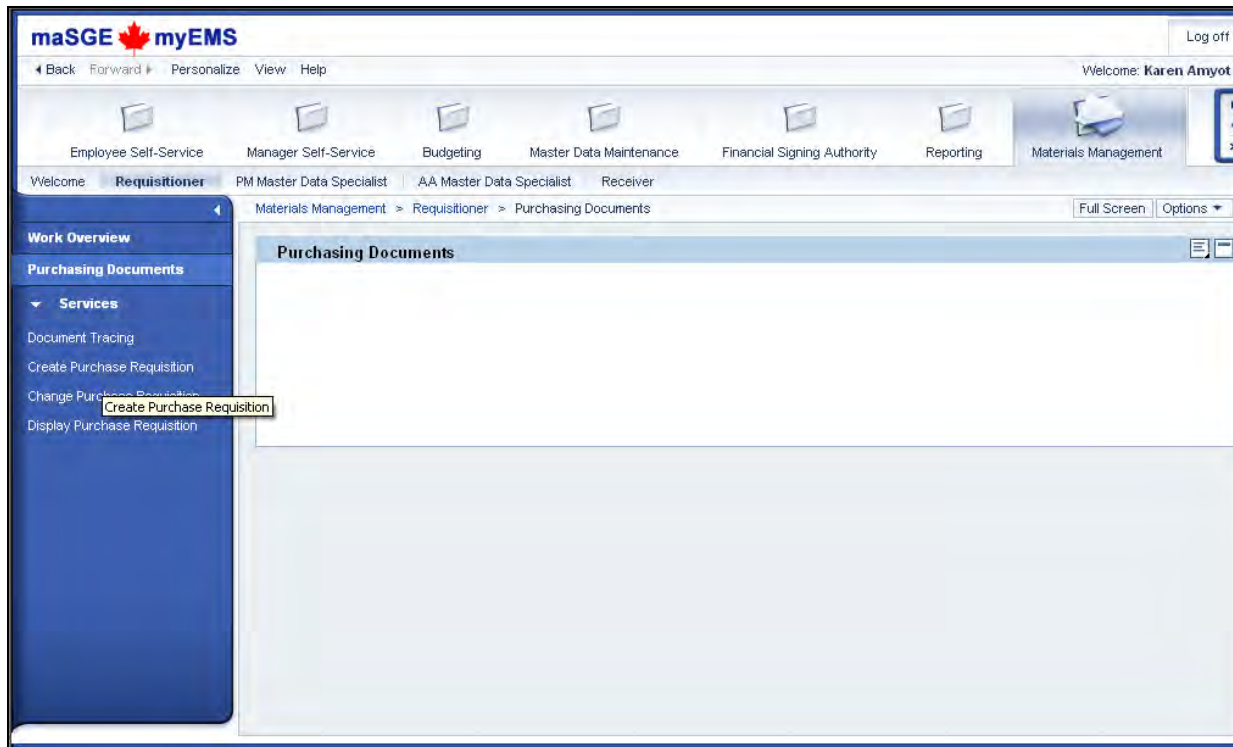 maSGE myEMS
Log off
Back Forward Personalize View Help
Welcome: Karen Amyot
Employee Self-Service Manager Self-Service Budgeting Master Data Maintenance Financial Signing Authority Reporting Materials Management
Welcome Requisitioner PM Master Data Specialist AA Master Data Specialist Receiver
Materials Management > Requisitioner > Purchasing Documents
Full Screen Options
Work Overview
Purchasing Documents
Purchasing Documents
Services
Document Tracing
Create Purchase Requisition
Change Purchase Requisition
Create Purchase Requisition
Display Purchase Requisition